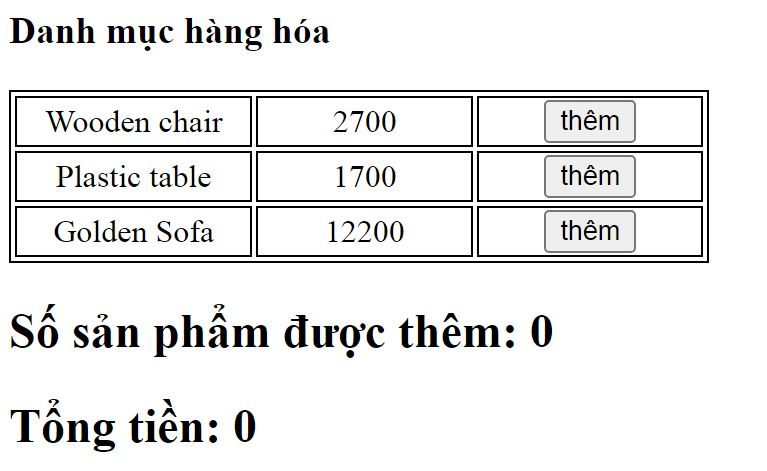 Danh mục hàng hóa
Wooden chair 2700 thêm
Plastic table 1700 thêm
Golden Sofa 12200 thêm
Số sản phẩm được thêm: 0
Tổng tiền: 0